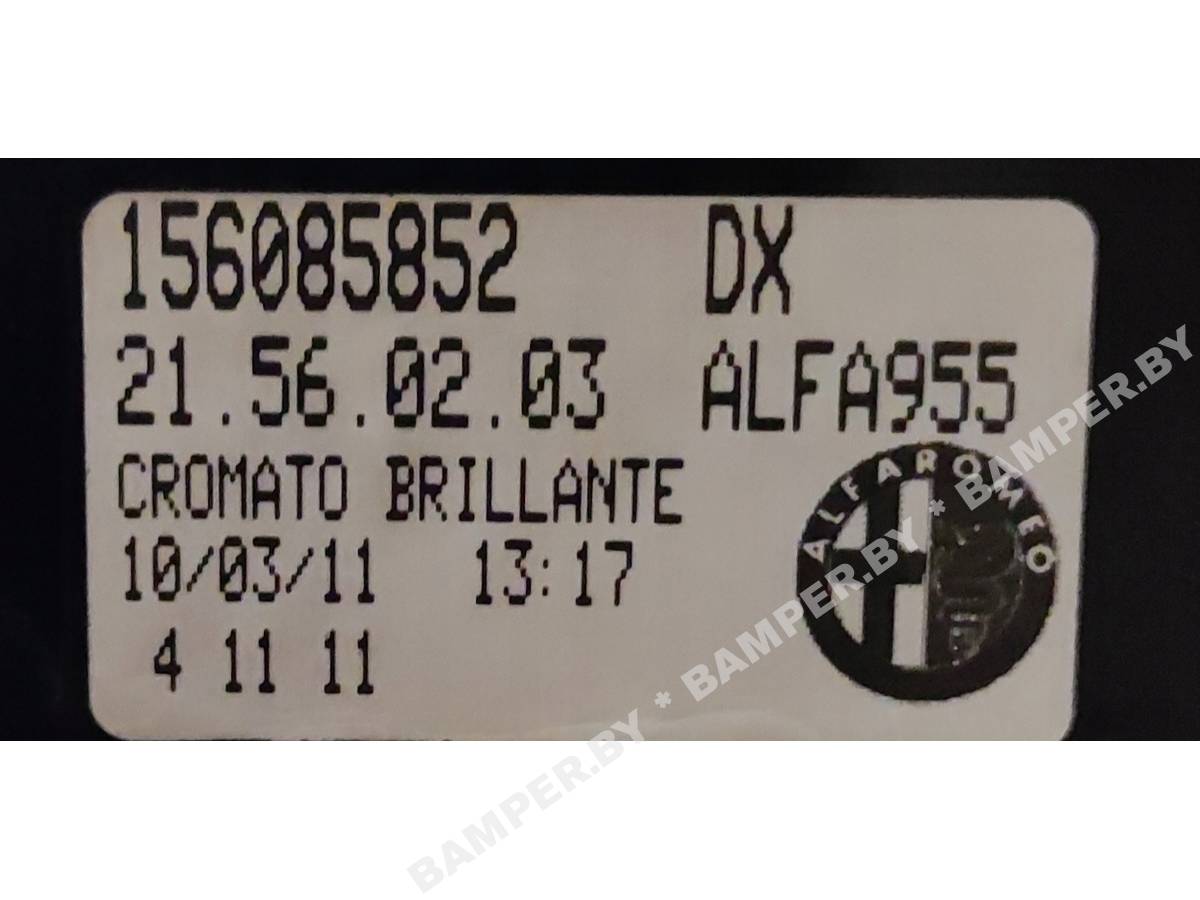 156085852 DX
21.56.02.03 ALFA955
CROMATO BRILLANTE
10/03/11 13:17
4 11 11
ALFA ROMEO
BAMPER.BY * BAMPER.BY * BAMPER.BY